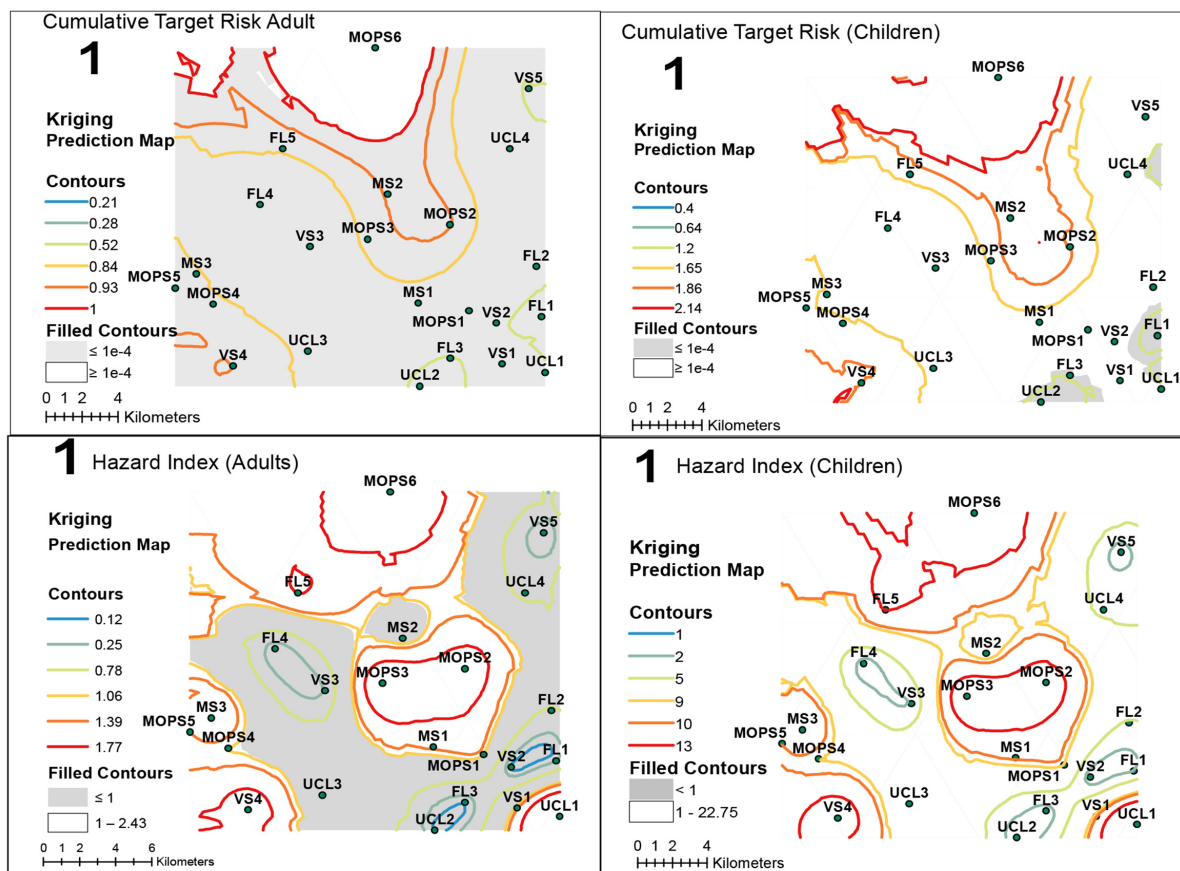 Cumulative Target Risk Adult
1
MOPS6
VS5
Kriging
Prediction Map
FL5
UCL4
Contours
0.21
0.28
0.52
0.84
0.93
1
FL4
MS2
MOPS2
MOPS3
VS3
FL2
MS3
MOPS5
MOPS4
MS1
MOPS1
VS2
FL1
Filled Contours
≤ 1e-4
≥ 1e-4
UCL3
VS4
FL3
VS1
UCL1
UCL2
0 1 2 4
Kilometers
Cumulative Target Risk (Children)
1
MOPS6
VS5
Kriging
Prediction Map
FL5
UCL4
Contours
0.4
0.64
1.2
1.65
1.86
2.14
FL4
MS2
MOPS2
MOPS3
VS3
FL2
MS3
MOPS5
MOPS4
MS1
MOPS1
VS2
FL1
Filled Contours
≤ 1e-4
≥ 1e-4
UCL3
VS4
FL3
VS1
UCL1
UCL2
0 1 2 4
Kilometers
1 Hazard Index (Adults)
MOPS6
Kriging
Prediction Map
VS5
FL5
UCL4
Contours
0.12
0.25
0.78
1.06
1.39
1.77
FL4
MS2
MOPS2
MOPS3
VS3
FL2
MS3
MOPS5
MOPS4
MS1
MOPS1
VS2
FL1
Filled Contours
≤ 1
1 – 2.43
UCL3
VS4
FL3
VS1
UCL1
UCL2
0 1 2 4 6
Kilometers
1 Hazard Index (Children)
MOPS6
Kriging
Prediction Map
VS5
FL5
UCL4
Contours
1
2
5
9
10
13
FL4
MS2
MOPS2
MOPS3
VS3
FL2
MS3
MOPS5
MOPS4
MS1
MOPS1
VS2
FL1
Filled Contours
< 1
1 - 22.75
UCL3
VS4
FL3
VS1
UCL1
UCL2
0 1 2 4
Kilometers